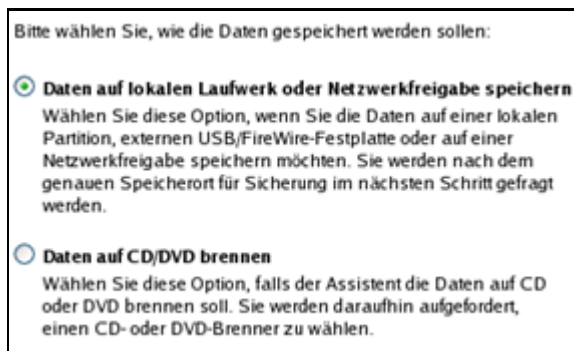 Bitte wählen Sie, wie die Daten gespeichert werden sollen:
Daten auf lokalen Laufwerk oder Netzwerkfreigabe speichern
Wählen Sie diese Option, wenn Sie die Daten auf einer lokalen
Partition, externen USB/FireWire-Festplatte oder auf einer
Netzwerkfreigabe speichern möchten. Sie werden nach dem
genauen Speicherort für Sicherung im nächsten Schritt gefragt
werden.
Daten auf CD/DVD brennen
Wählen Sie diese Option, falls der Assistent die Daten auf CD
oder DVD brennen soll. Sie werden daraufhin aufgefordert,
einen CD- oder DVD-Brenner zu wählen.